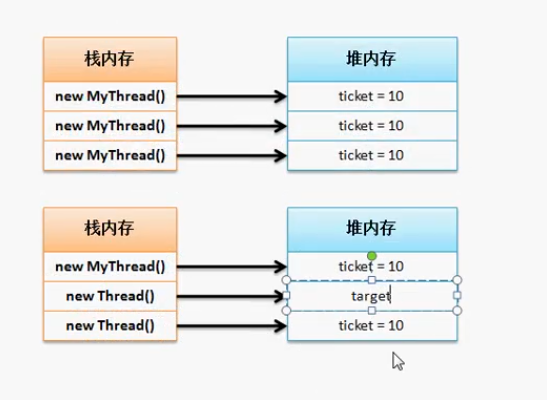 栈内存 堆内存
new MyThread() ticket = 10
new MyThread() ticket = 10
new MyThread() ticket = 10
栈内存 堆内存
new MyThread() ticket = 10
new Thread() target
new Thread() ticket = 10